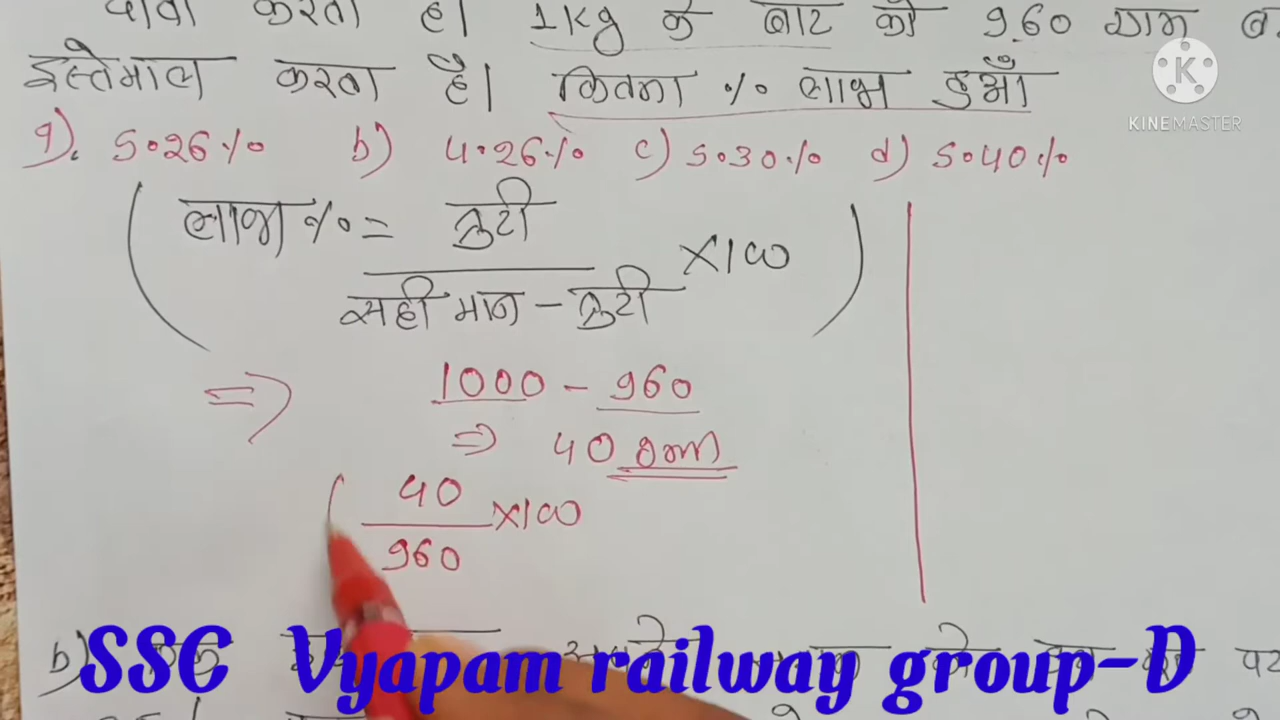 दावा करता है। 1Kg के बाट को 960 ग्राम
इस्तेमाल करता है। कितना % लाभ हुआँ
KINEMASTER
a). 5.26% b) 4.26% c) 5.30% d) 5.40%
( लाभ % = त्रुटी / सही मान - त्रुटी × 100 )
⇒ 1000 - 960
⇒ 40 gm
( 40 / 960 × 100
SSC Vyapam railway group-D
b) एक